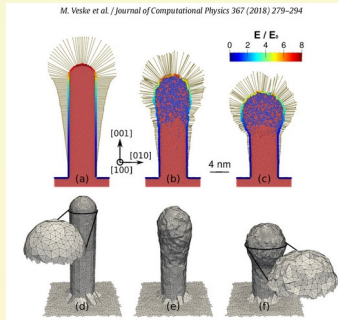 M. Veske et al. / Journal of Computational Physics 367 (2018) 279–294
E / E₀
0 2 4 6 8
[001]
[010]
[100]
4 nm
(a)
(b)
(c)
(d)
(e)
(f)